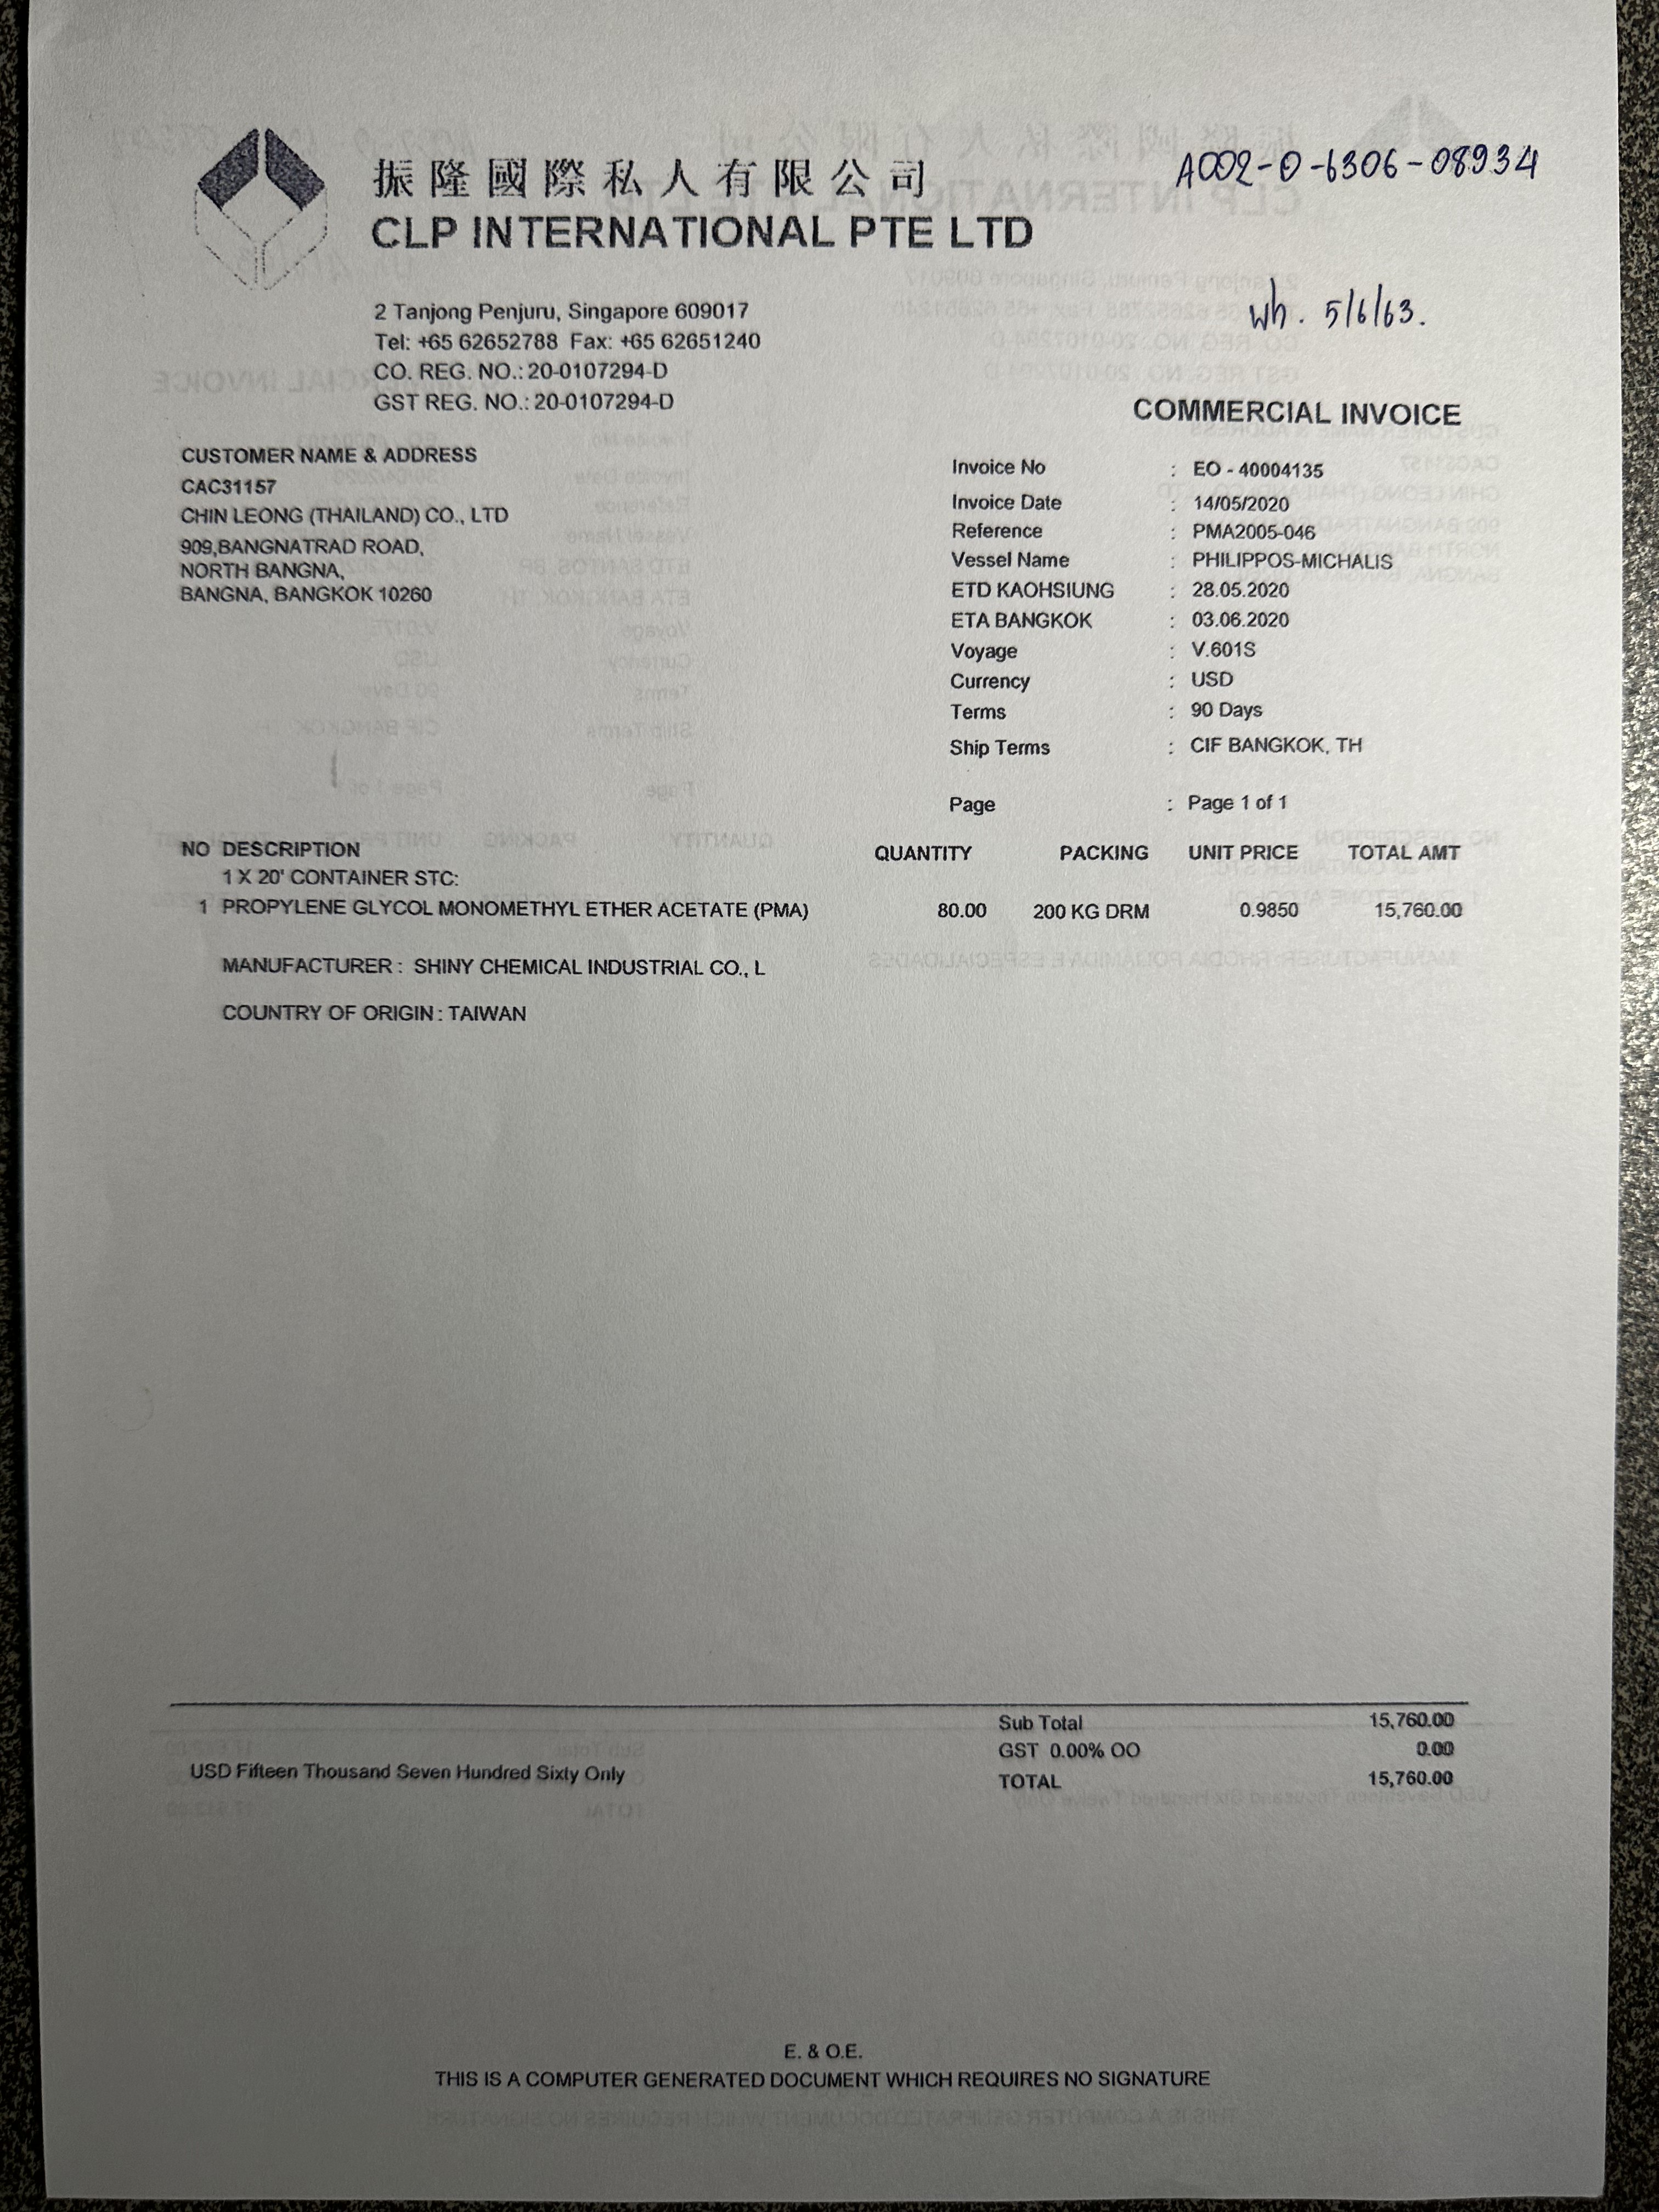 振隆國際私人有限公司
A002-0-6306-08934
CLP INTERNATIONAL PTE LTD
2 Tanjong Penjuru, Singapore 609017
Tel: +65 62652788 Fax: +65 62651240
CO. REG. NO.: 20-0107294-D
GST REG. NO.: 20-0107294-D
5/6/63.
COMMERCIAL INVOICE
CUSTOMER NAME & ADDRESS
CAC31157
CHIN LEONG (THAILAND) CO., LTD
909,BANGNATRAD ROAD,
NORTH BANGNA,
BANGNA, BANGKOK 10260
Invoice No : EO - 40004135
Invoice Date : 14/05/2020
Reference : PMA2005-046
Vessel Name : PHILIPPOS-MICHALIS
ETD KAOHSIUNG : 28.05.2020
ETA BANGKOK : 03.06.2020
Voyage : V.601S
Currency : USD
Terms : 90 Days
Ship Terms : CIF BANGKOK, TH
Page : Page 1 of 1
NO DESCRIPTION QUANTITY PACKING UNIT PRICE TOTAL AMT
1 X 20' CONTAINER STC:
1 PROPYLENE GLYCOL MONOMETHYL ETHER ACETATE (PMA) 80.00 200 KG DRM 0.9850 15,760.00
MANUFACTURER : SHINY CHEMICAL INDUSTRIAL CO., L
COUNTRY OF ORIGIN : TAIWAN
Sub Total 15,760.00
GST 0.00% OO 0.00
USD Fifteen Thousand Seven Hundred Sixty Only
TOTAL 15,760.00
E. & O.E.
THIS IS A COMPUTER GENERATED DOCUMENT WHICH REQUIRES NO SIGNATURE